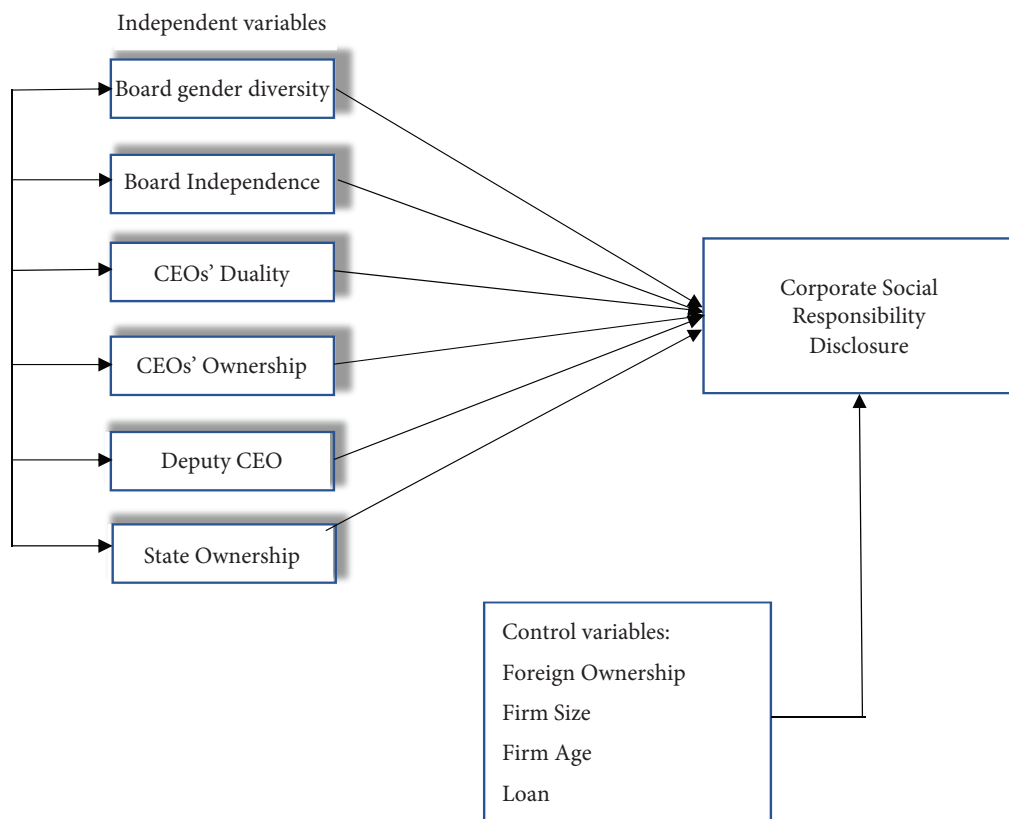 Independent variables
Board gender diversity
Board Independence
CEOs’ Duality
CEOs’ Ownership
Deputy CEO
State Ownership
Corporate Social
Responsibility
Disclosure
Control variables:
Foreign Ownership
Firm Size
Firm Age
Loan